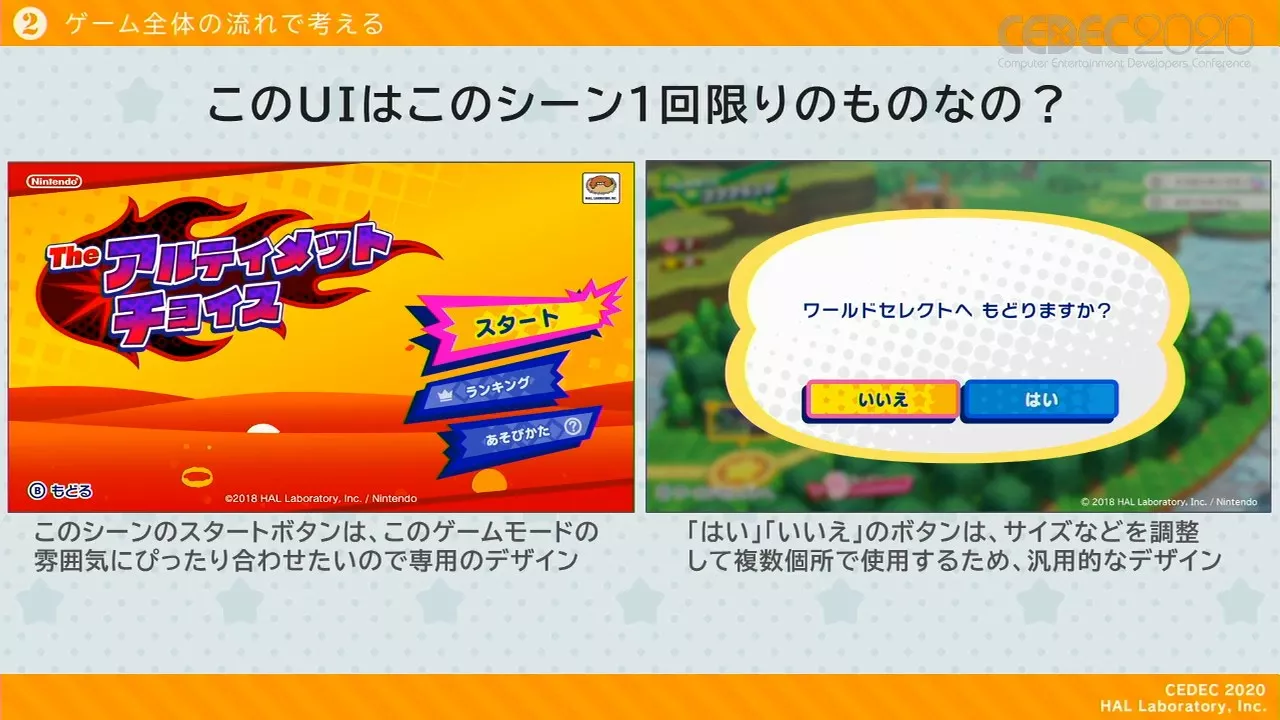 2 ゲーム全体の流れで考える
CEDEC2020
Computer Entertainment Developers Conference
このUIはこのシーン1回限りのものなの？
Nintendo
HAL LABORATORY, INC.
The アルティメット
チョイス
スタート
ランキング
あそびかた ?
B もどる
©2018 HAL Laboratory, Inc. / Nintendo
ワールドセレクトへ もどりますか？
いいえ
はい
© 2018 HAL Laboratory, Inc. / Nintendo
このシーンのスタートボタンは、このゲームモードの
雰囲気にぴったり合わせたいので専用のデザイン
「はい」「いいえ」のボタンは、サイズなどを調整
して複数個所で使用するため、汎用的なデザイン
CEDEC 2020
HAL Laboratory, Inc.